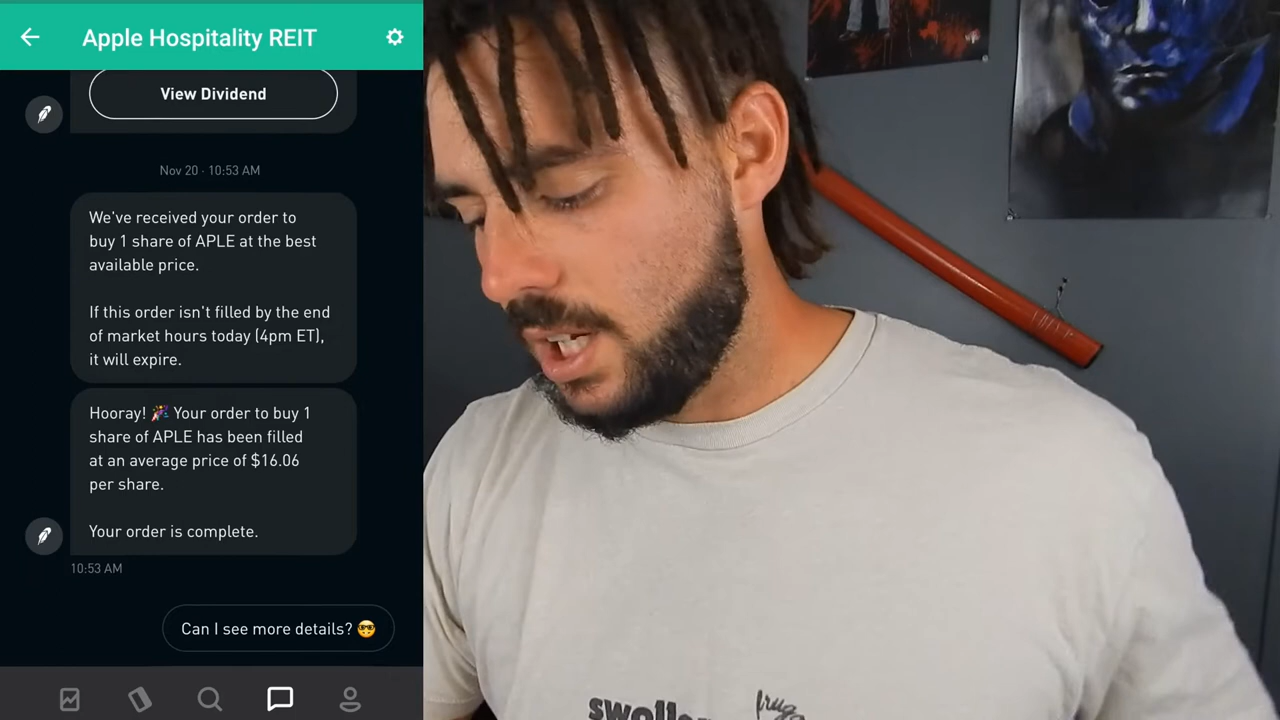 Apple Hospitality REIT
View Dividend
Nov 20 · 10:53 AM
We've received your order to
buy 1 share of APLE at the best
available price.
If this order isn't filled by the end
of market hours today (4pm ET),
it will expire.
Hooray! 🎉 Your order to buy 1
share of APLE has been filled
at an average price of $16.06
per share.
Your order is complete.
10:53 AM
Can I see more details? 🤓